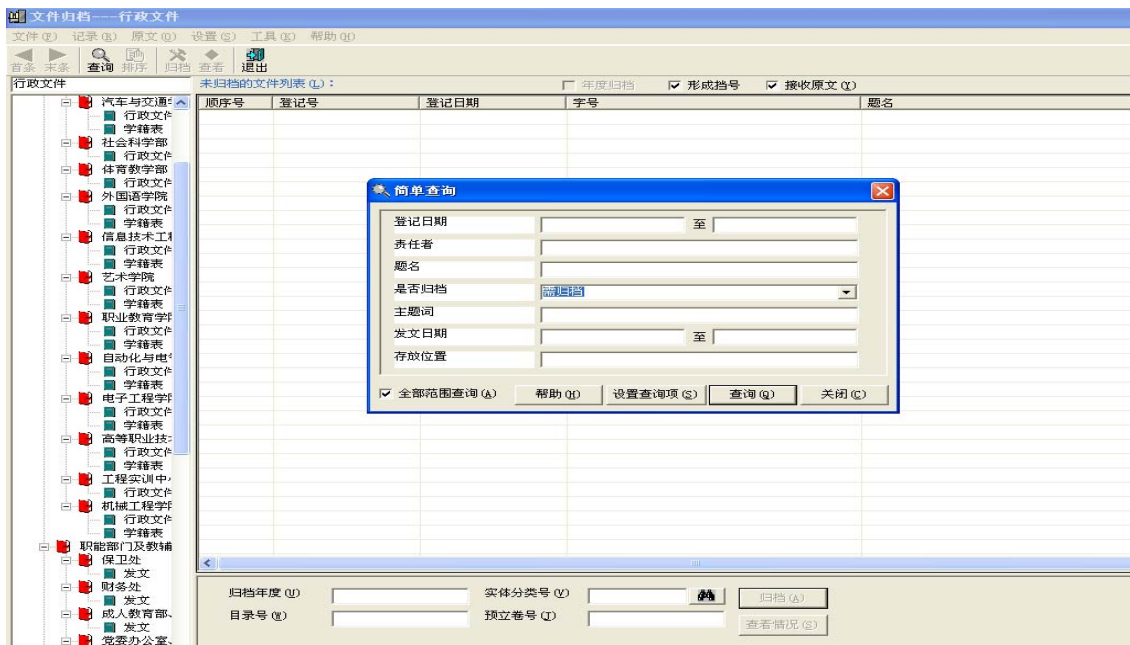 文件归档---行政文件
文件(F) 记录(R) 原文(O) 设置(S) 工具(K) 帮助(H)
首条 末条 查询 排序 归档 查看 退出
行政文件 未归档的文件列表(L)： 年度归档 形成档号 接收原文(Y)
顺序号 登记号 登记日期 字号 题名
汽车与交通
行政文件
学籍表
社会科学部
行政文件
体育教学部
行政文件
外国语学院
行政文件
学籍表
信息技术工程
行政文件
学籍表
艺术学院
行政文件
学籍表
职业教育学
行政文件
学籍表
自动化与电
行政文件
学籍表
电子工程学
行政文件
学籍表
高等职业技
行政文件
学籍表
工程实训中
行政文件
机械工程学院
行政文件
学籍表
职能部门及教辅
保卫处
发文
财务处
发文
成人教育部、
发文
党委办公室、
简单查询
登记日期 至
责任者
题名
是否归档 需归档
主题词
发文日期 至
存放位置
全部范围查询(A) 帮助(H) 设置查询项(S) 查询(Q) 关闭(C)
归档年度(U) 实体分类号(V) 归档(A)
目录号(W) 预立卷号(T) 查看情况(S)